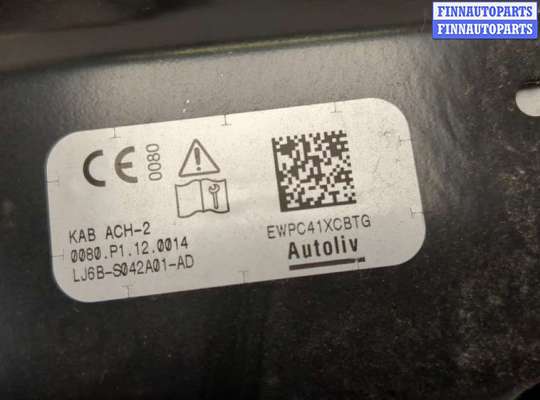 FINNAUTOPARTS
FINNAUTOPARTS
CE 0080
KAB ACH-2
0080.P1.12.0014
LJ6B-S042A01-AD
EWPC41XCBTG
Autoliv